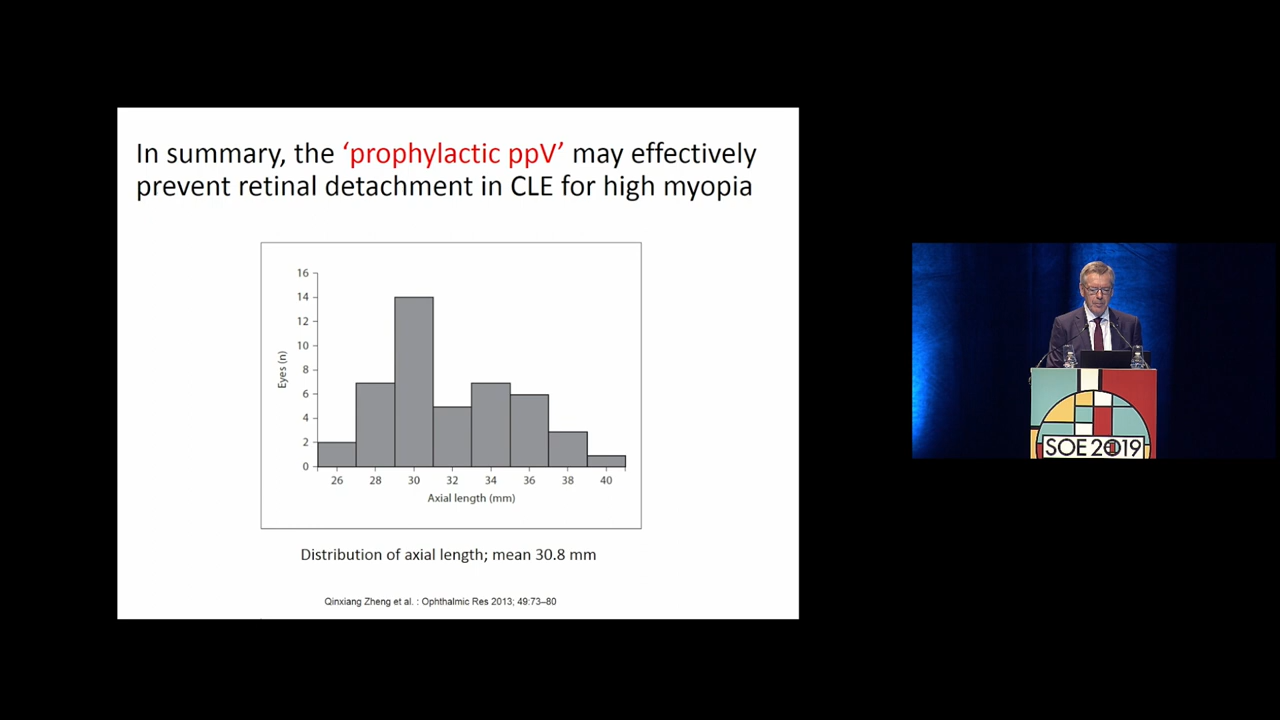 In summary, the ‘prophylactic ppV’ may effectively
prevent retinal detachment in CLE for high myopia
16
14
12
10
8
6
4
2
0
Eyes (n)
26 28 30 32 34 36 38 40
Axial length (mm)
Distribution of axial length; mean 30.8 mm
Qinxiang Zheng et al. : Ophthalmic Res 2013; 49:73–80
SOE 2019